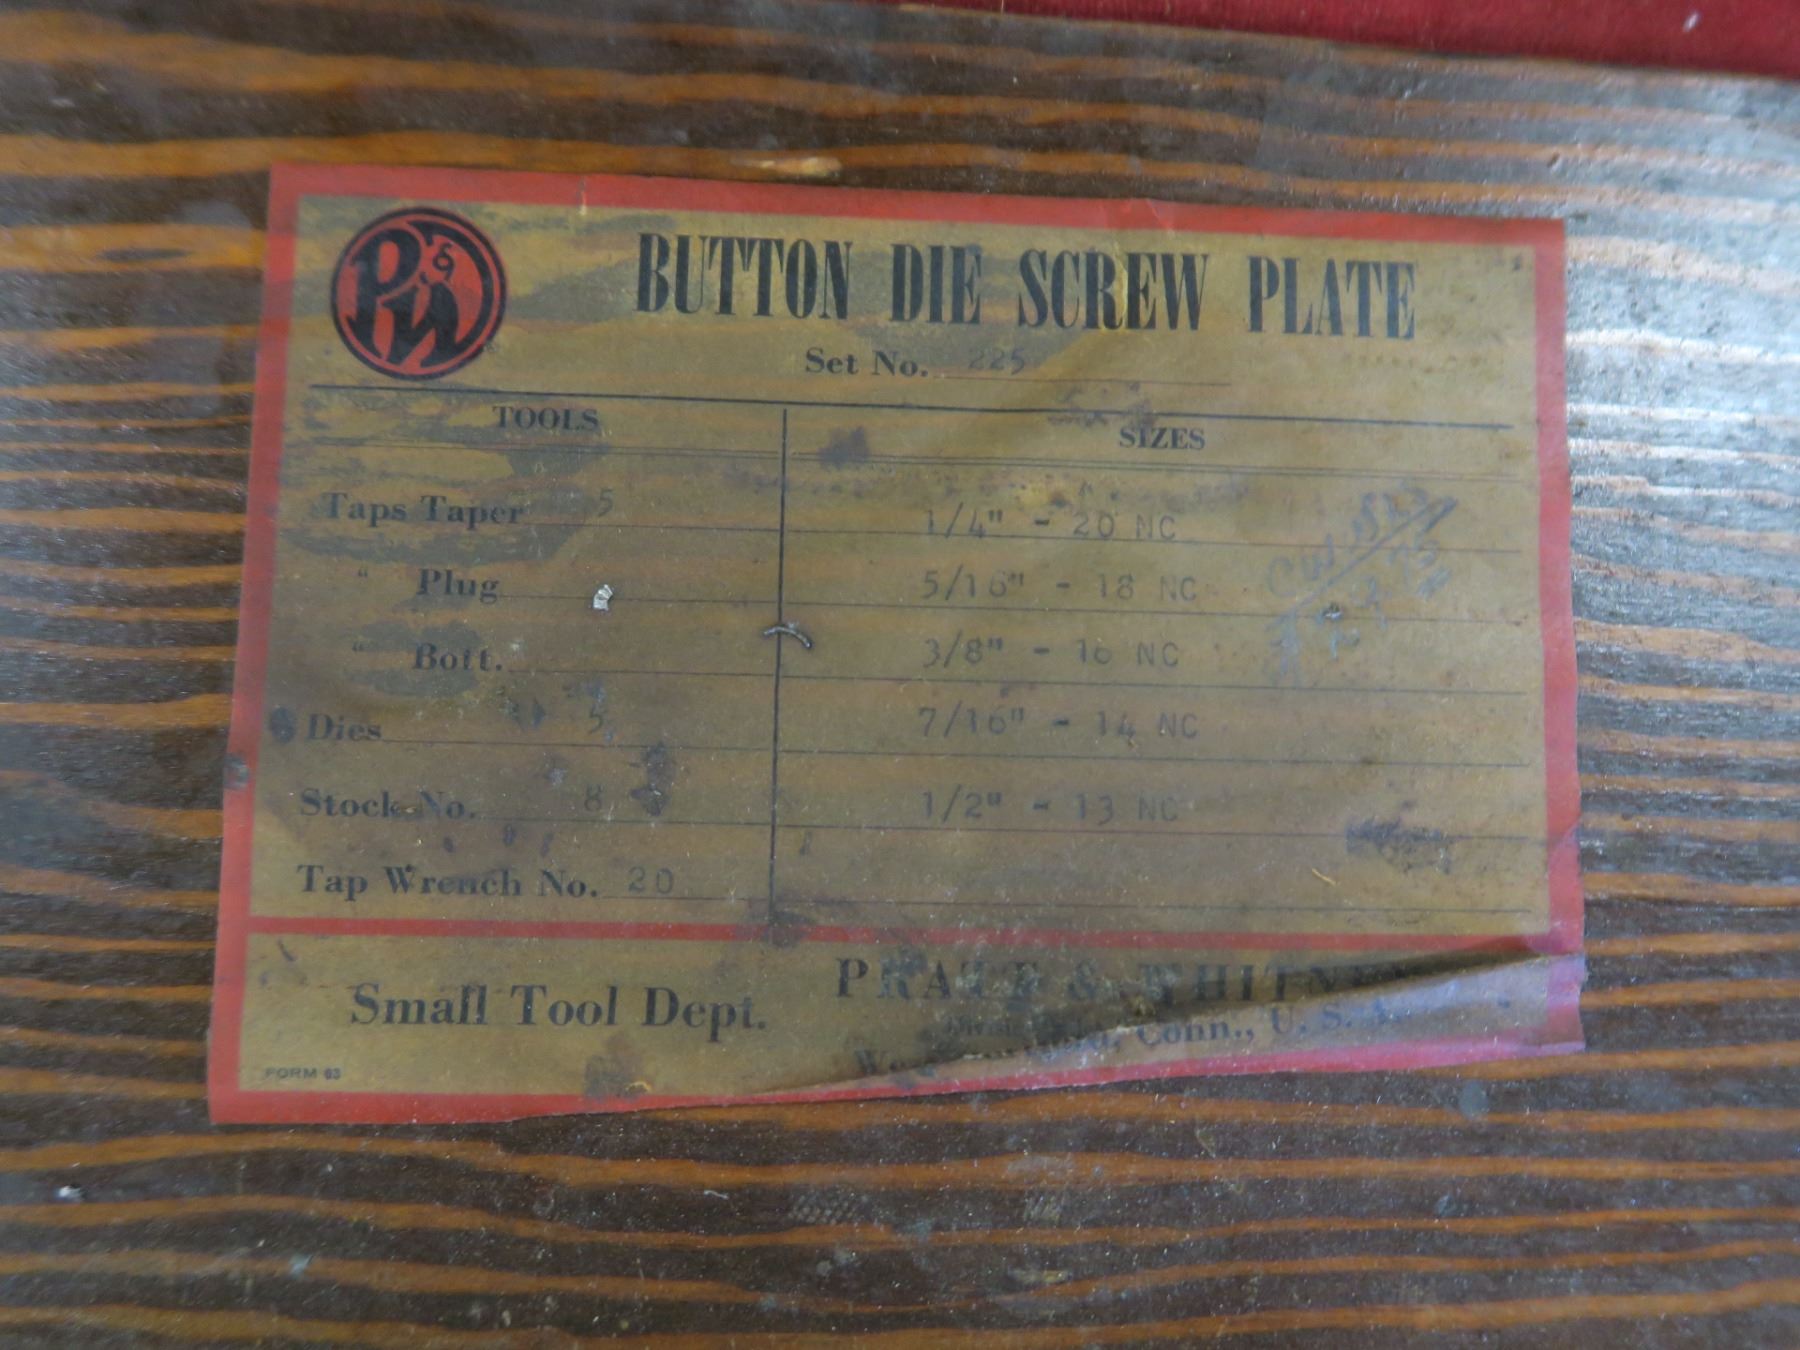 P&W
BUTTON DIE SCREW PLATE
Set No. 225
TOOLS SIZES
Taps Taper 5 1/4" - 20 NC
" Plug 5/16" - 18 NC
" Bott. 3/8" - 16 NC
Dies 5 7/16" - 14 NC
Stock No. 8 1/2" - 13 NC
Tap Wrench No. 20
Small Tool Dept. PRATT & WHITNEY
Conn., U. S. A.
FORM 63